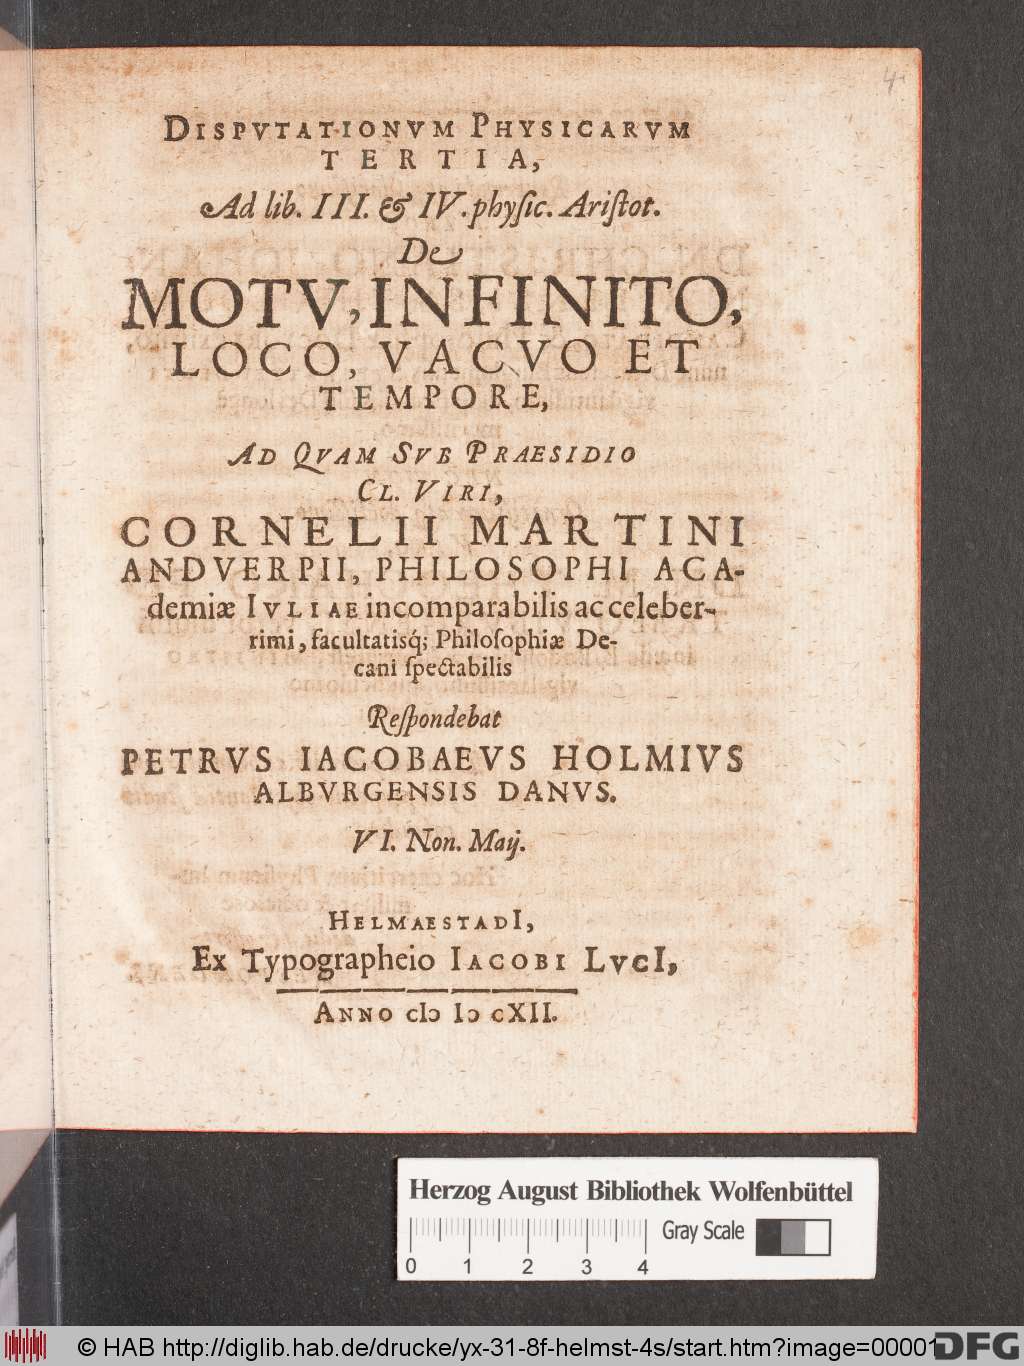 4
DISPVTATIONVM PHYSICARVM
TERTIA,
Ad lib. III. & IV. phyſic. Ariſtot.
De
MOTV, INFINITO,
LOCO, VACVO ET
TEMPORE,
AD QVAM SVB PRAESIDIO
CL. VIRI,
CORNELII MARTINI
ANDVERPII, PHILOSOPHI ACA-
demiæ IVLIAE incomparabilis ac celeber-
rimi, facultatisq́; Philoſophiæ De-
cani ſpectabilis
Reſpondebat
PETRVS IACOBAEVS HOLMIVS
ALBVRGENSIS DANVS.
VI. Non. Maij.
HELMAESTADI,
Ex Typographeio IACOBI LVCI,
ANNO cIↄ Iↄ cXII.
Herzog August Bibliothek Wolfenbüttel
Gray Scale
0 1 2 3 4
© HAB http://diglib.hab.de/drucke/yx-31-8f-helmst-4s/start.htm?image=00001
DFG